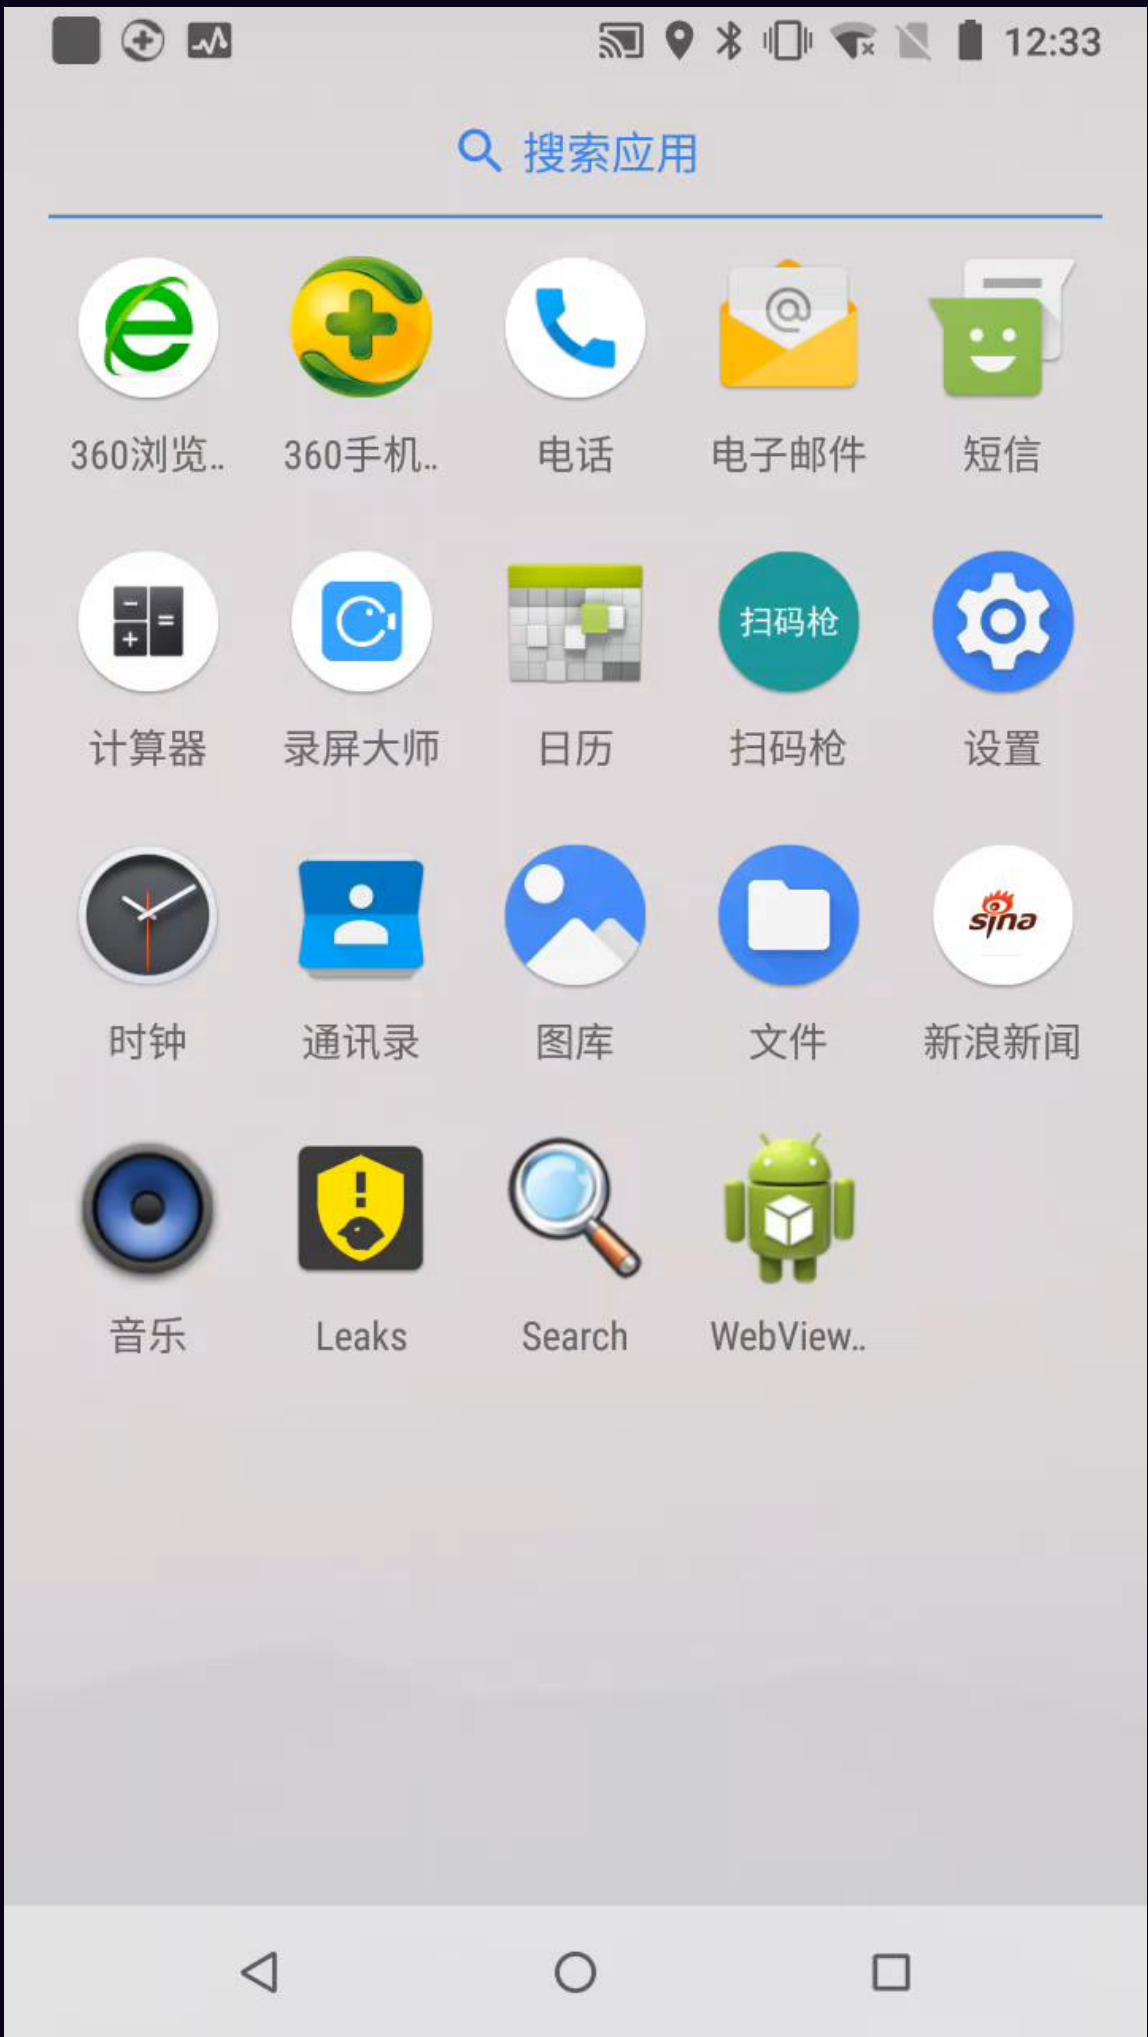 12:33
搜索应用
360浏览..
360手机..
电话
电子邮件
短信
扫码枪
计算器
录屏大师
日历
扫码枪
设置
sina
时钟
通讯录
图库
文件
新浪新闻
音乐
Leaks
Search
WebView..